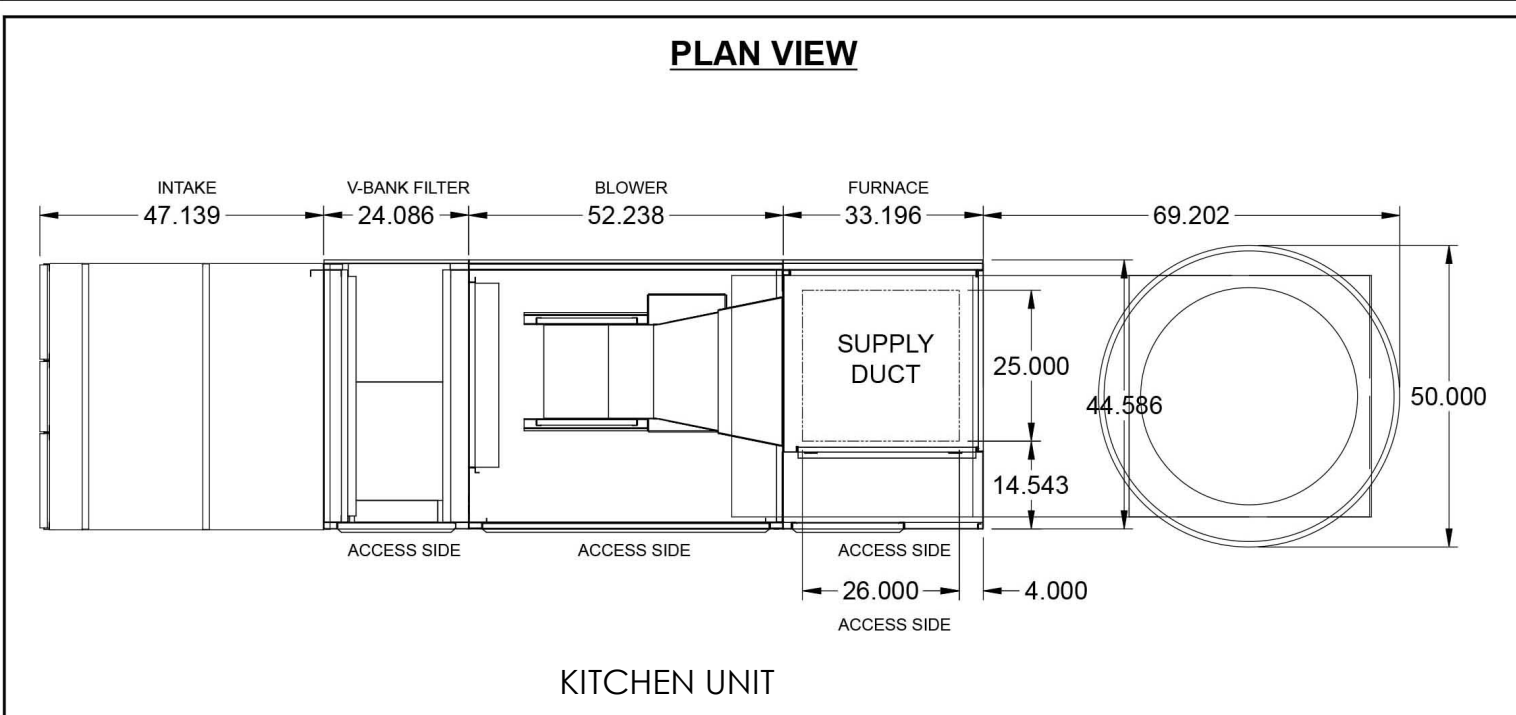 PLAN VIEW
INTAKE
V-BANK FILTER
BLOWER
FURNACE
47.139
24.086
52.238
33.196
69.202
SUPPLY
DUCT
25.000
44.586
50.000
14.543
ACCESS SIDE
ACCESS SIDE
ACCESS SIDE
26.000
4.000
ACCESS SIDE
KITCHEN UNIT